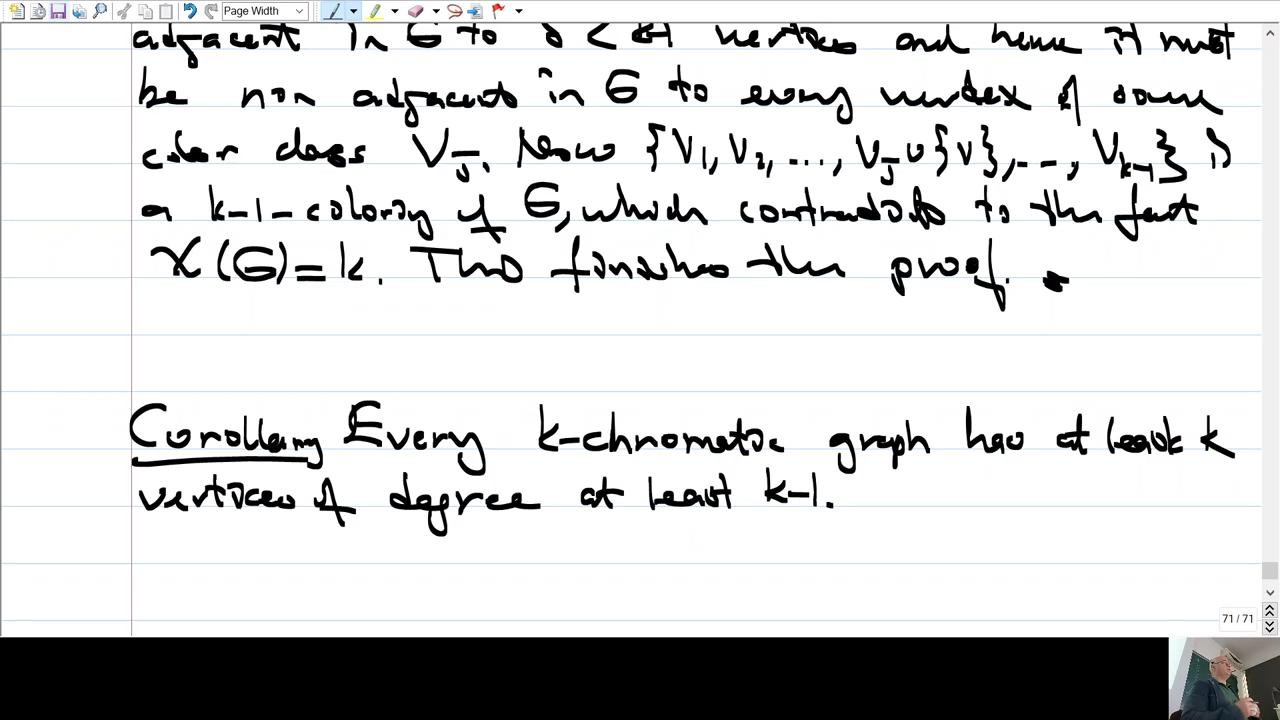 Page Width
adjacent in G to δ < k-1 vertices and hence it must
be non adjacent in G to every vertex of some
color class V_j. Now {V_1, V_2, ..., V_j ∪ {v}, ..., V_{k-1}} is
a k-1-coloring of G, which contradicts to the fact
χ(G) = k. This finishes the proof.
Corollary Every k-chromatic graph has at least k
vertices of degree at least k-1.
71 / 71